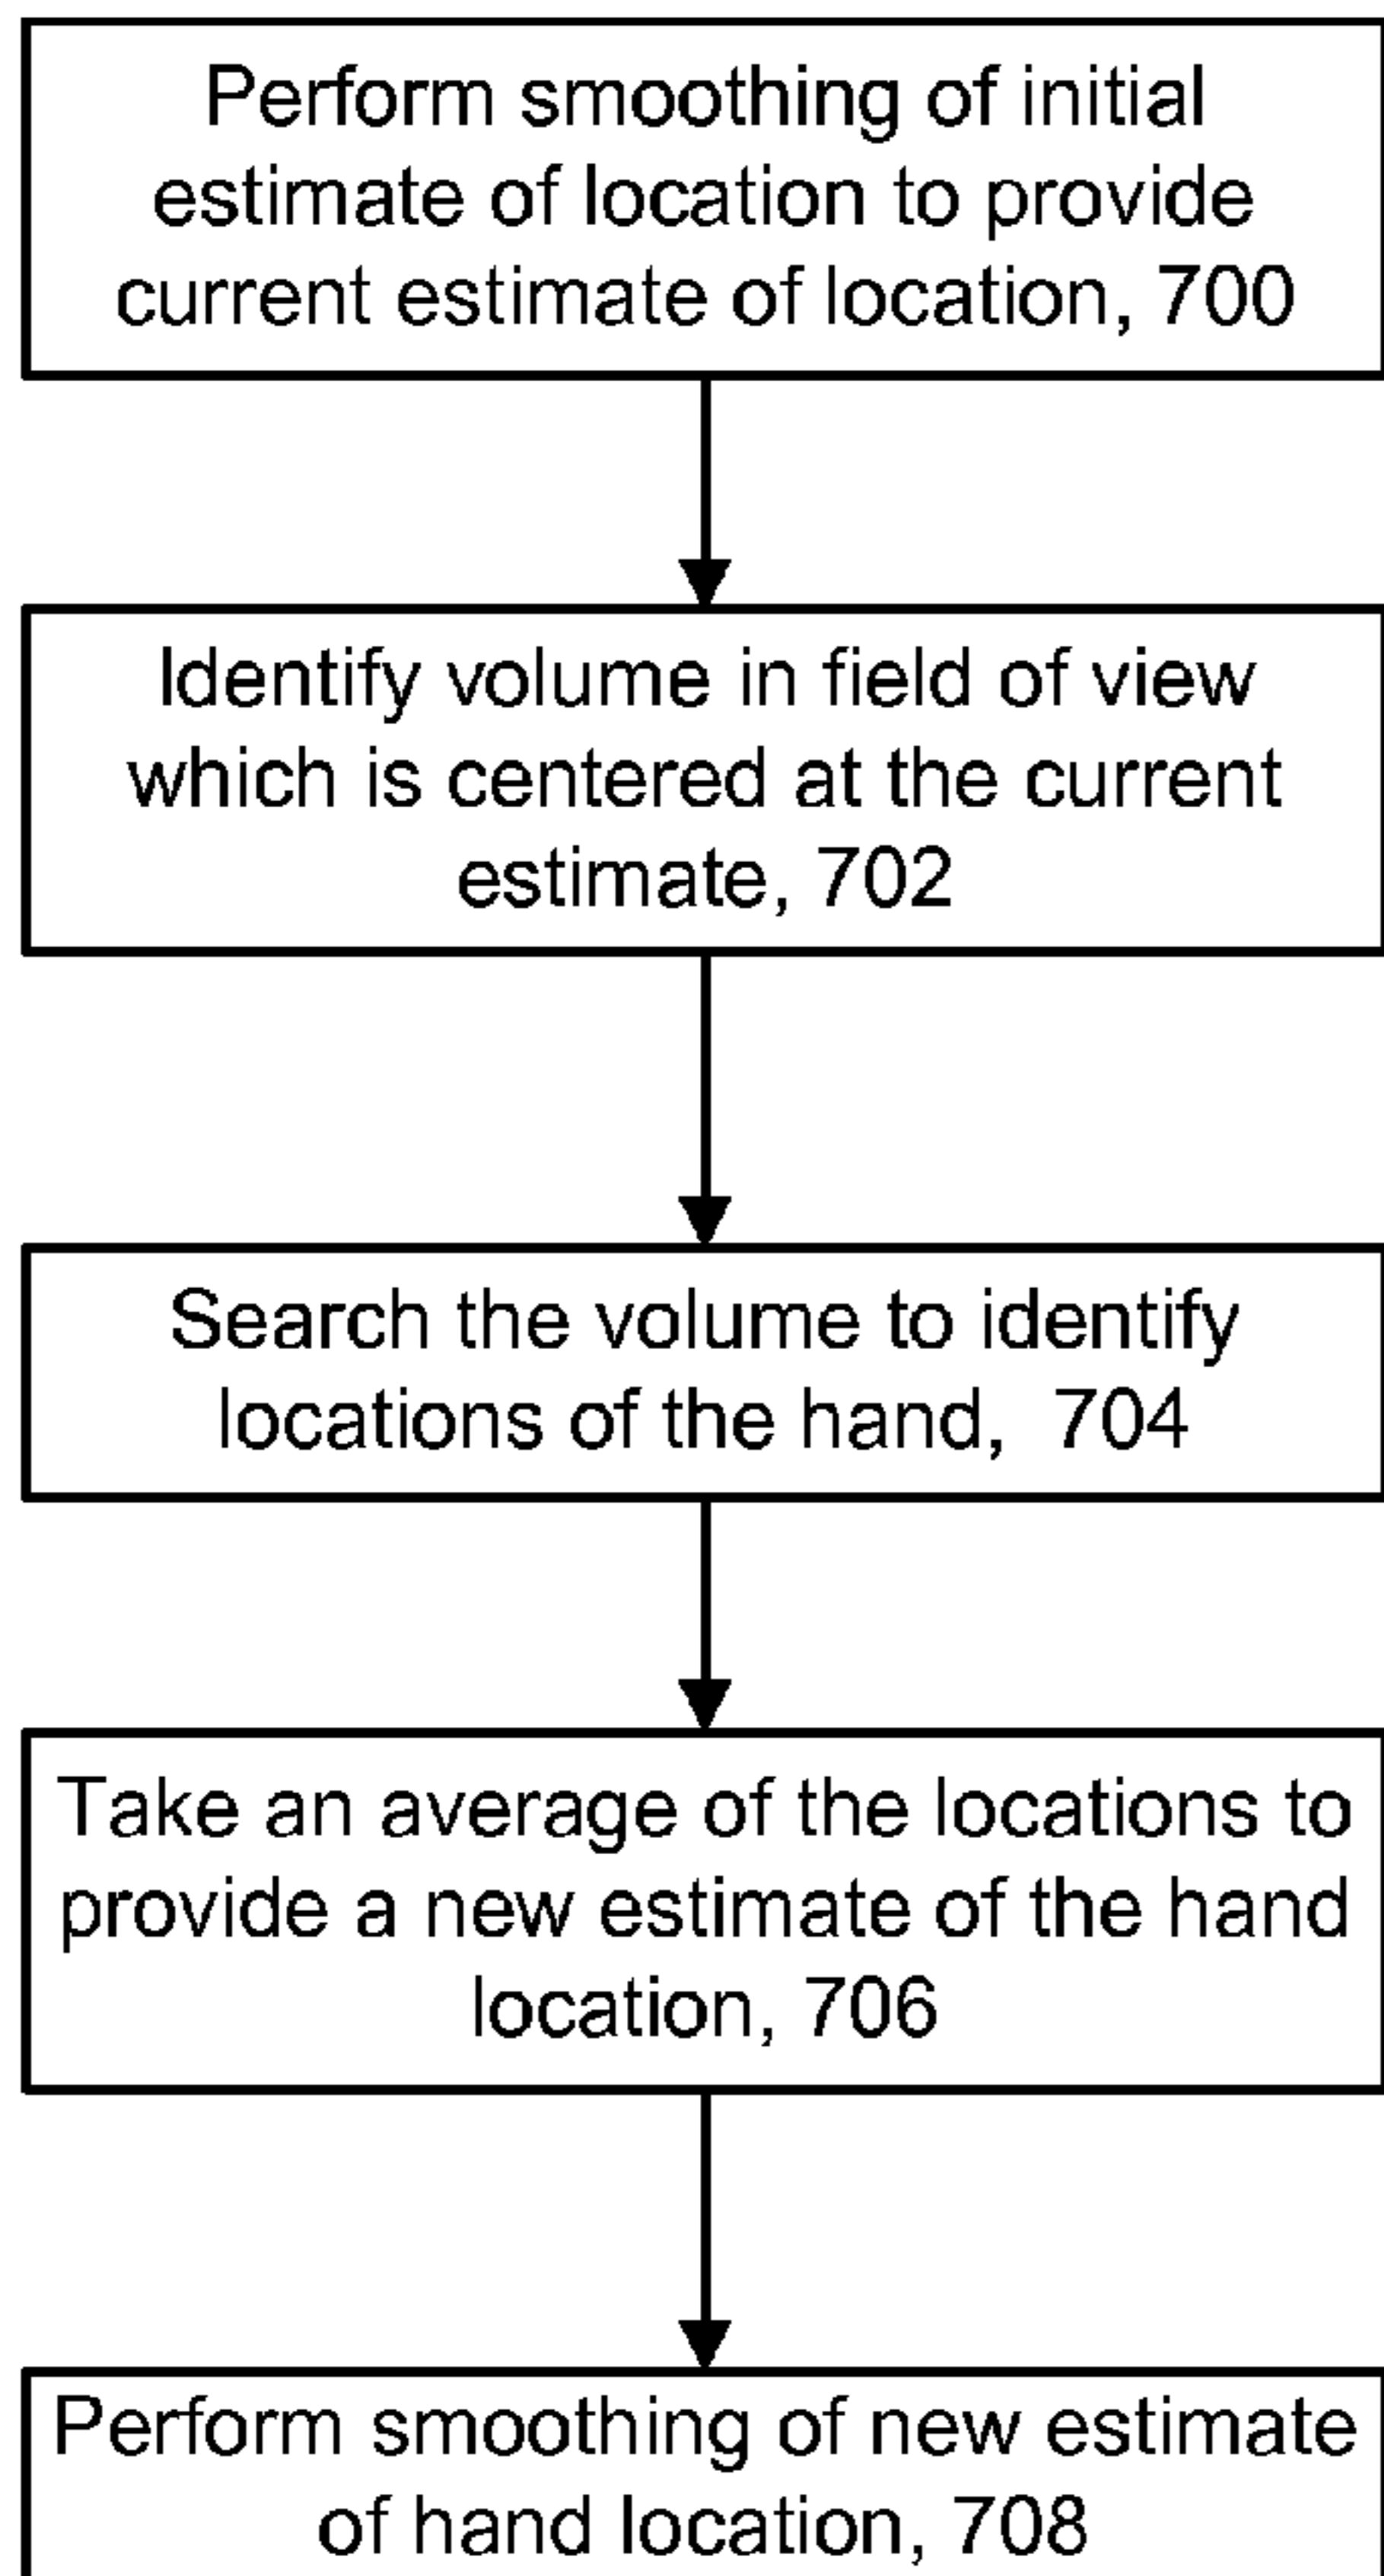 Perform smoothing of initial
estimate of location to provide
current estimate of location, 700
Identify volume in field of view
which is centered at the current
estimate, 702
Search the volume to identify
locations of the hand, 704
Take an average of the locations to
provide a new estimate of the hand
location, 706
Perform smoothing of new estimate
of hand location, 708